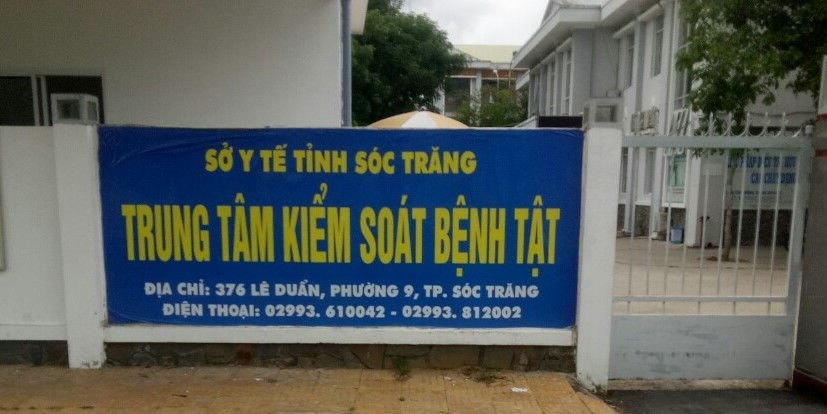 SỞ Y TẾ TỈNH SÓC TRĂNG
TRUNG TÂM KIỂM SOÁT BỆNH TẬT
ĐỊA CHỈ: 376 LÊ DUẨN, PHƯỜNG 9, TP. SÓC TRĂNG
ĐIỆN THOẠI: 02993. 610042 - 02993. 812002